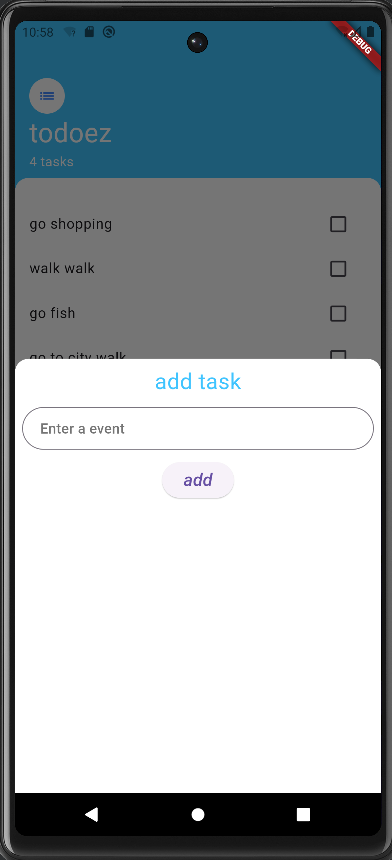 10:58
DEBUG
todoez
4 tasks
go shopping
walk walk
go fish
go to city walk
add task
Enter a event
add